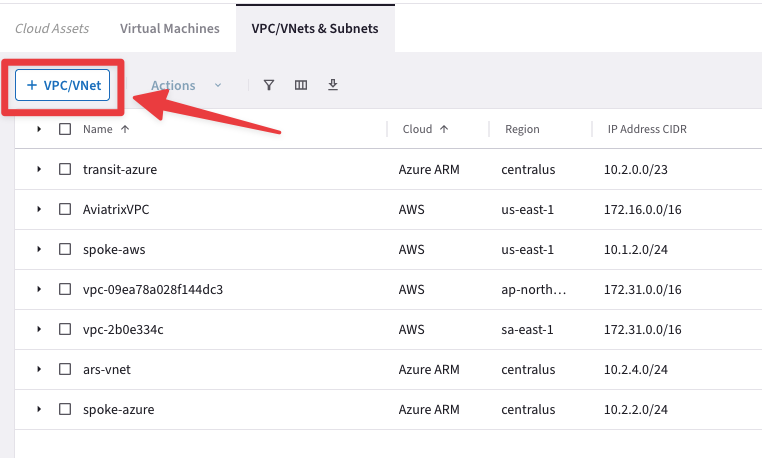 Cloud Assets Virtual Machines VPC/VNets & Subnets
+ VPC/VNet Actions
Name Cloud Region IP Address CIDR
transit-azure Azure ARM centralus 10.2.0.0/23
AviatrixVPC AWS us-east-1 172.16.0.0/16
spoke-aws AWS us-east-1 10.1.2.0/24
vpc-09ea78a028f144dc3 AWS ap-north… 172.31.0.0/16
vpc-2b0e334c AWS sa-east-1 172.31.0.0/16
ars-vnet Azure ARM centralus 10.2.4.0/24
spoke-azure Azure ARM centralus 10.2.2.0/24